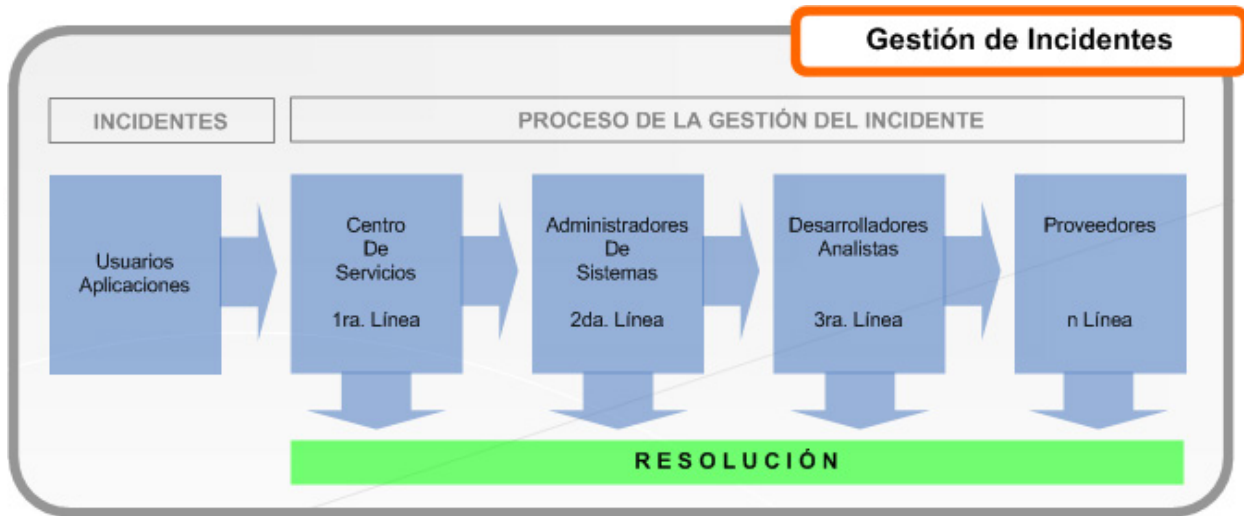 Gestión de Incidentes
INCIDENTES
PROCESO DE LA GESTIÓN DEL INCIDENTE
Usuarios
Aplicaciones
Centro
De
Servicios
1ra. Línea
Administradores
De
Sistemas
2da. Línea
Desarrolladores
Analistas
3ra. Línea
Proveedores
n Línea
RESOLUCIÓN